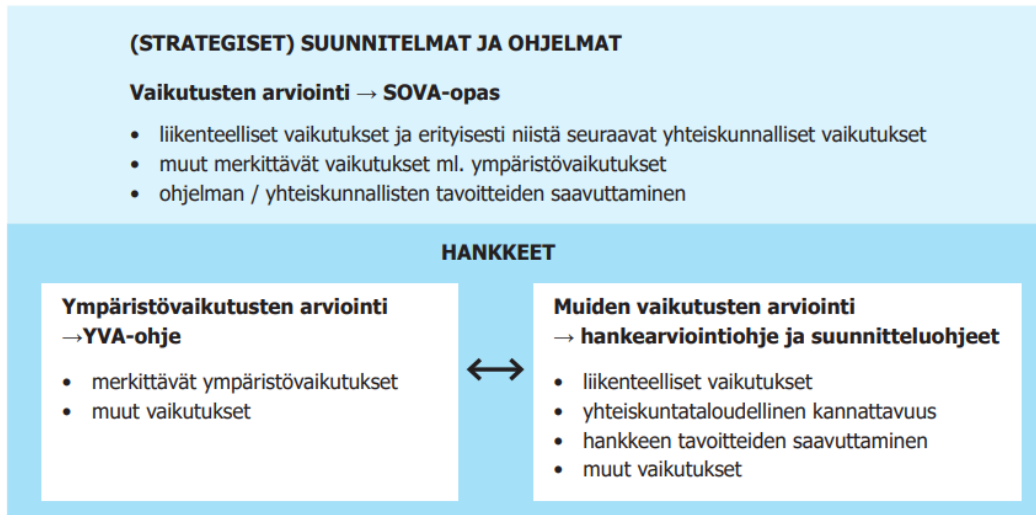 (STRATEGISET) SUUNNITELMAT JA OHJELMAT
Vaikutusten arviointi → SOVA-opas
• liikenteelliset vaikutukset ja erityisesti niistä seuraavat yhteiskunnalliset vaikutukset
• muut merkittävät vaikutukset ml. ympäristövaikutukset
• ohjelman / yhteiskunnallisten tavoitteiden saavuttaminen
HANKKEET
Ympäristövaikutusten arviointi
→YVA-ohje
• merkittävät ympäristövaikutukset
• muut vaikutukset
Muiden vaikutusten arviointi
→ hankearviointiohje ja suunnitteluohjeet
• liikenteelliset vaikutukset
• yhteiskuntataloudellinen kannattavuus
• hankkeen tavoitteiden saavuttaminen
• muut vaikutukset